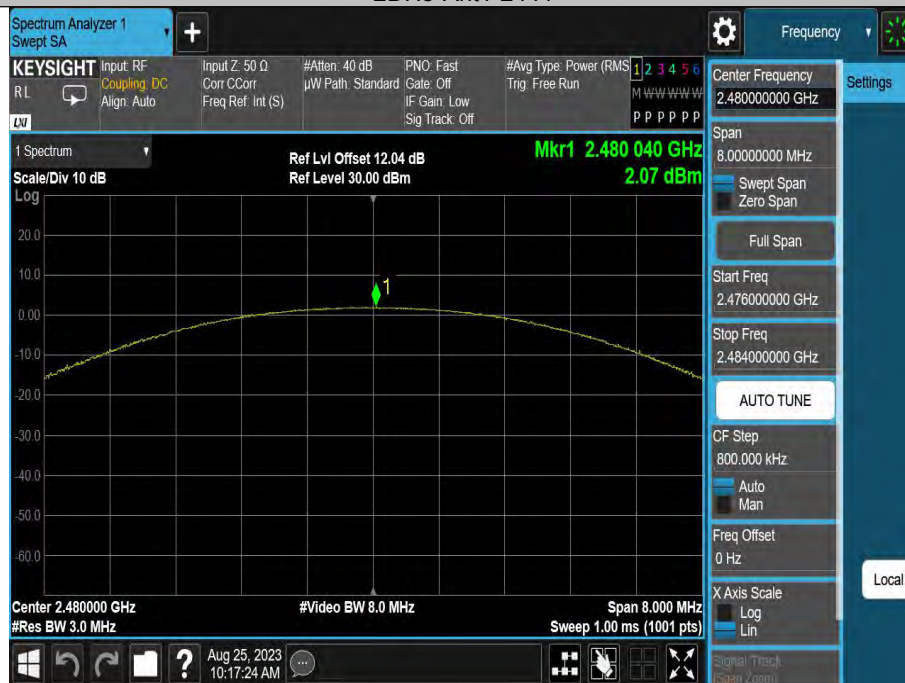 Spectrum Analyzer 1
Swept SA
Frequency
KEYSIGHT
RL
LXI
Input: RF
Coupling: DC
Align: Auto
Input Z: 50 Ω
Corr CCorr
Freq Ref: Int (S)
#Atten: 40 dB
µW Path: Standard
PNO: Fast
Gate: Off
IF Gain: Low
Sig Track: Off
#Avg Type: Power (RMS
Trig: Free Run
1 2 3 4 5 6
M W W W W W
P P P P P P
Center Frequency
2.480000000 GHz
Settings
1 Spectrum
Scale/Div 10 dB
Log
Ref Lvl Offset 12.04 dB
Ref Level 30.00 dBm
Mkr1 2.480 040 GHz
2.07 dBm
Span
8.00000000 MHz
Swept Span
Zero Span
Full Span
Start Freq
2.476000000 GHz
Stop Freq
2.484000000 GHz
AUTO TUNE
CF Step
800.000 kHz
Auto
Man
Freq Offset
0 Hz
Local
X Axis Scale
Log
Lin
Signal Track
(Span Zoom)
20.0
10.0
1
0.00
-10.0
-20.0
-30.0
-40.0
-50.0
-60.0
Center 2.480000 GHz
#Video BW 8.0 MHz
Span 8.000 MHz
#Res BW 3.0 MHz
Sweep 1.00 ms (1001 pts)
?
Aug 25, 2023
10:17:24 AM